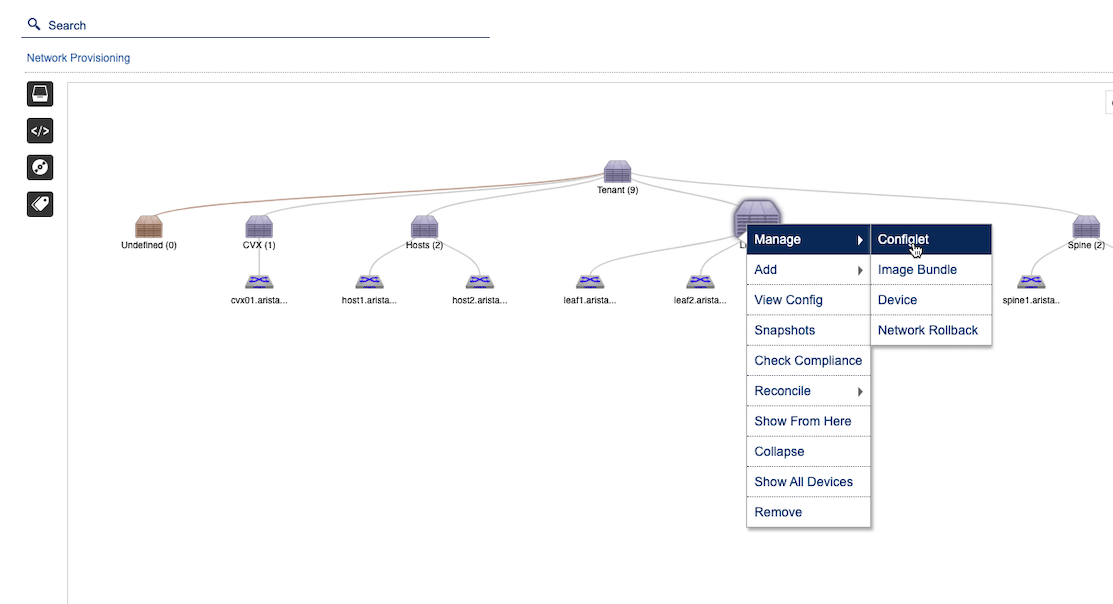 Search
Network Provisioning
</>
Tenant (9)
Undefined (0)
CVX (1)
Hosts (2)
Spine (2)
cvx01.arista...
host1.arista...
host2.arista...
leaf1.arista...
leaf2.arista...
spine1.arista..
Manage
Add
View Config
Snapshots
Check Compliance
Reconcile
Show From Here
Collapse
Show All Devices
Remove
Configlet
Image Bundle
Device
Network Rollback